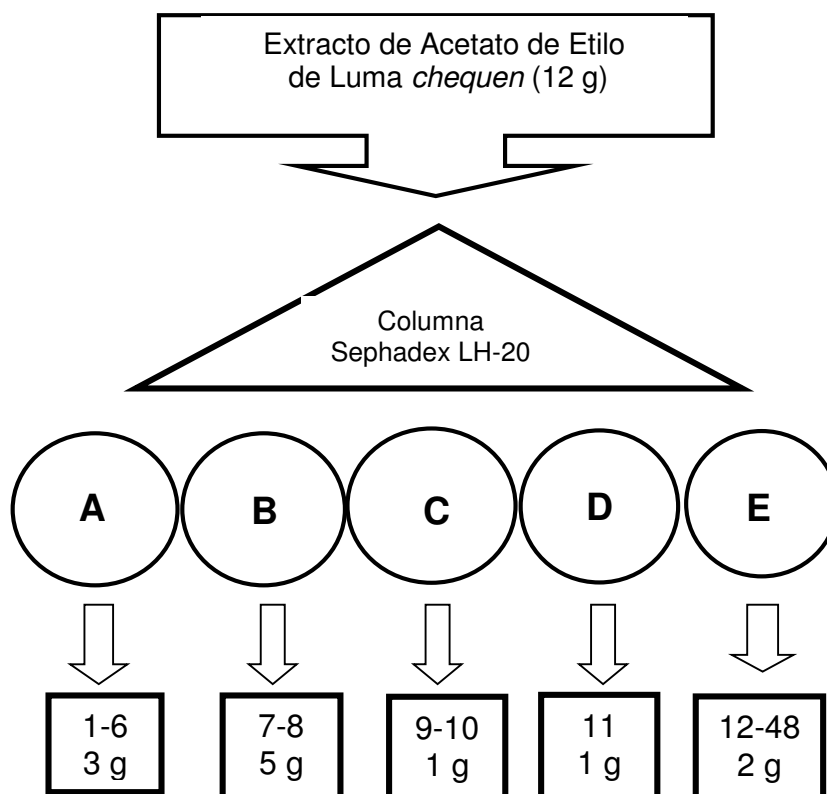 Extracto de Acetato de Etilo
de Luma chequen (12 g)
Columna
Sephadex LH-20
A B C D E
1-6 7-8 9-10 11 12-48
3 g 5 g 1 g 1 g 2 g